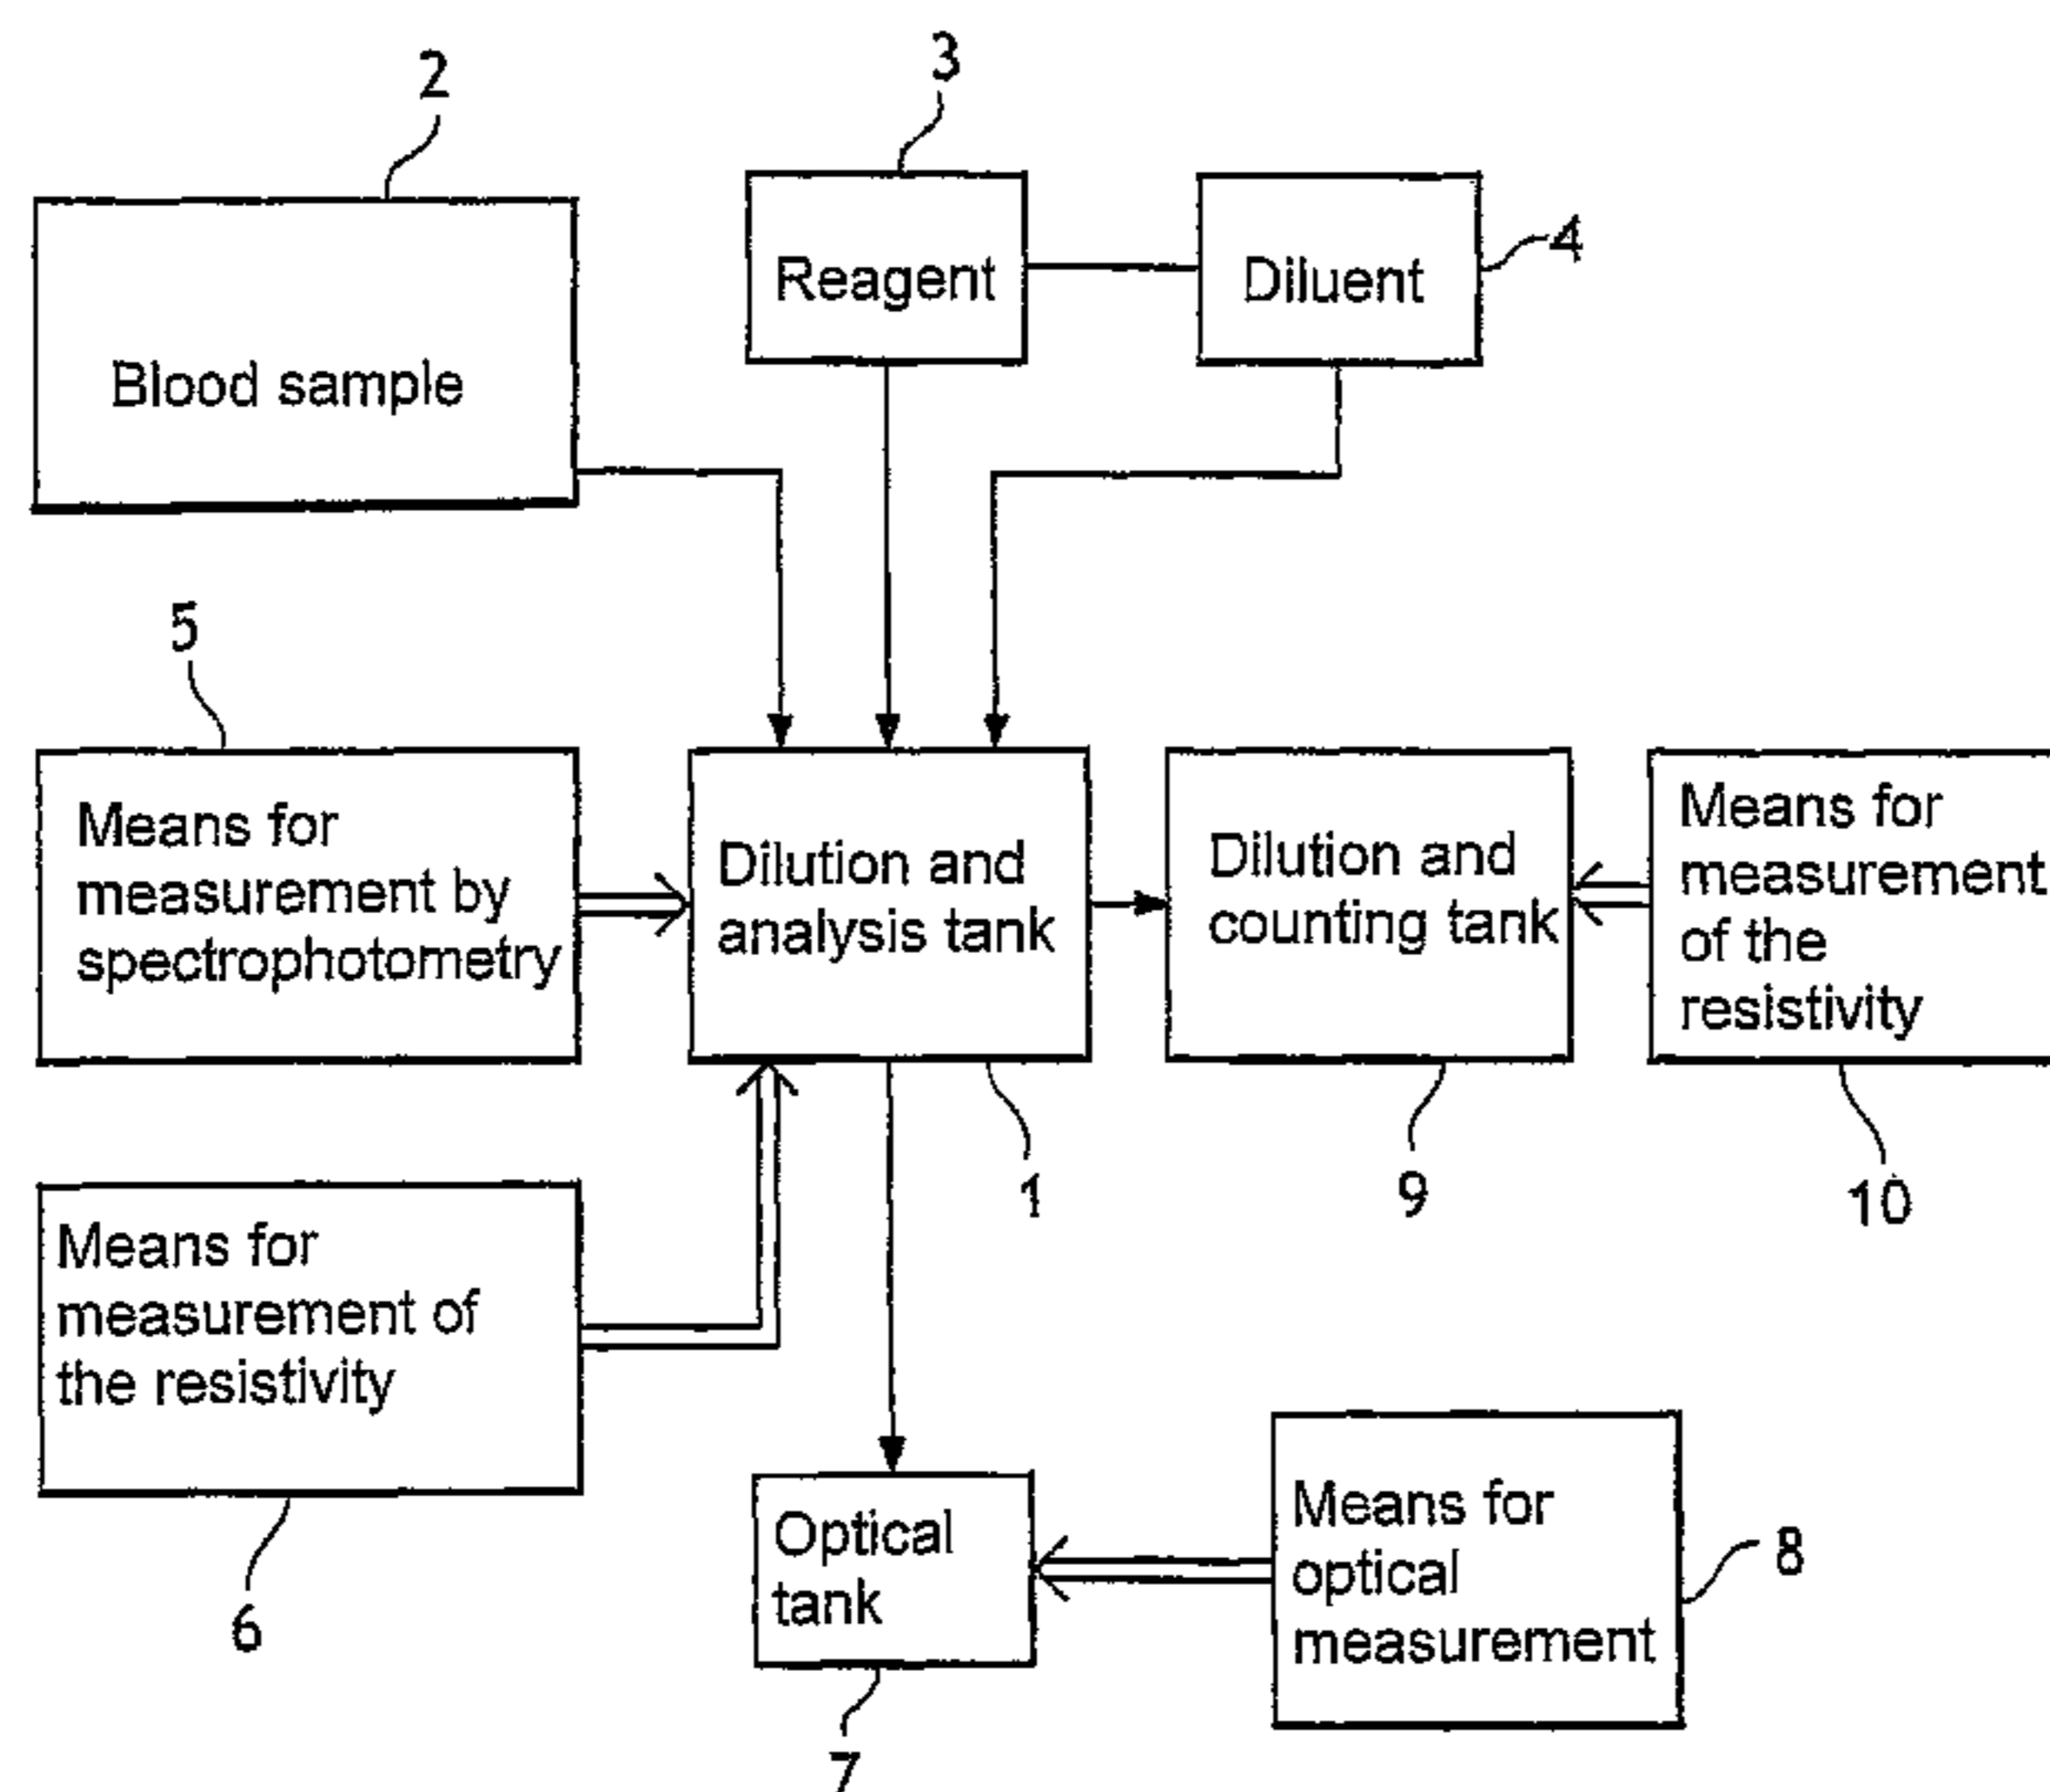 2
3
Blood sample
Reagent
Diluent
4
5
Means for
measurement by
spectrophotometry
Dilution and
analysis tank
Dilution and
counting tank
Means for
measurement
of the
resistivity
1
9
10
Means for
measurement of
the resistivity
6
Optical
tank
7
Means for
optical
measurement
8